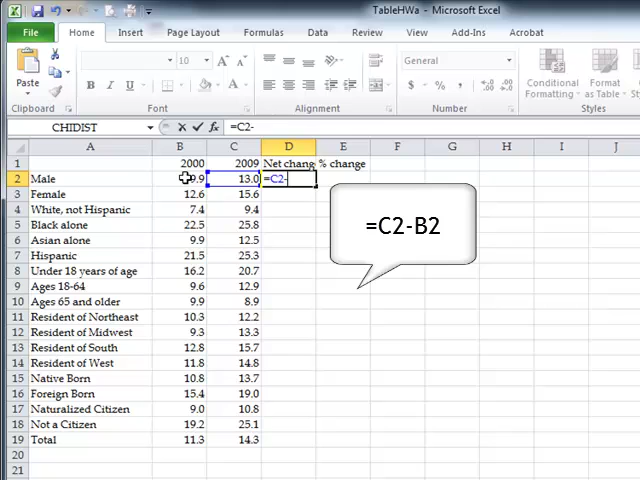 TableHWa - Microsoft Excel
File Home Insert Page Layout Formulas Data Review View Add-Ins Acrobat
Paste
10
General
Conditional Formatting
Format as Table
Clipboard Font Alignment Number Styles
CHIDIST =C2-
A B C D E F G H I J
1 2000 2009 Net chang % change
2 Male 9.9 13.0 =C2-
3 Female 12.6 15.6
4 White, not Hispanic 7.4 9.4
5 Black alone 22.5 25.8
6 Asian alone 9.9 12.5
7 Hispanic 21.5 25.3
8 Under 18 years of age 16.2 20.7
9 Ages 18-64 9.6 12.9
10 Ages 65 and older 9.9 8.9
11 Resident of Northeast 10.3 12.2
12 Resident of Midwest 9.3 13.3
13 Resident of South 12.8 15.7
14 Resident of West 11.8 14.8
15 Native Born 10.8 13.7
16 Foreign Born 15.4 19.0
17 Naturalized Citizen 9.0 10.8
18 Not a Citizen 19.2 25.1
19 Total 11.3 14.3
20
21
=C2-B2